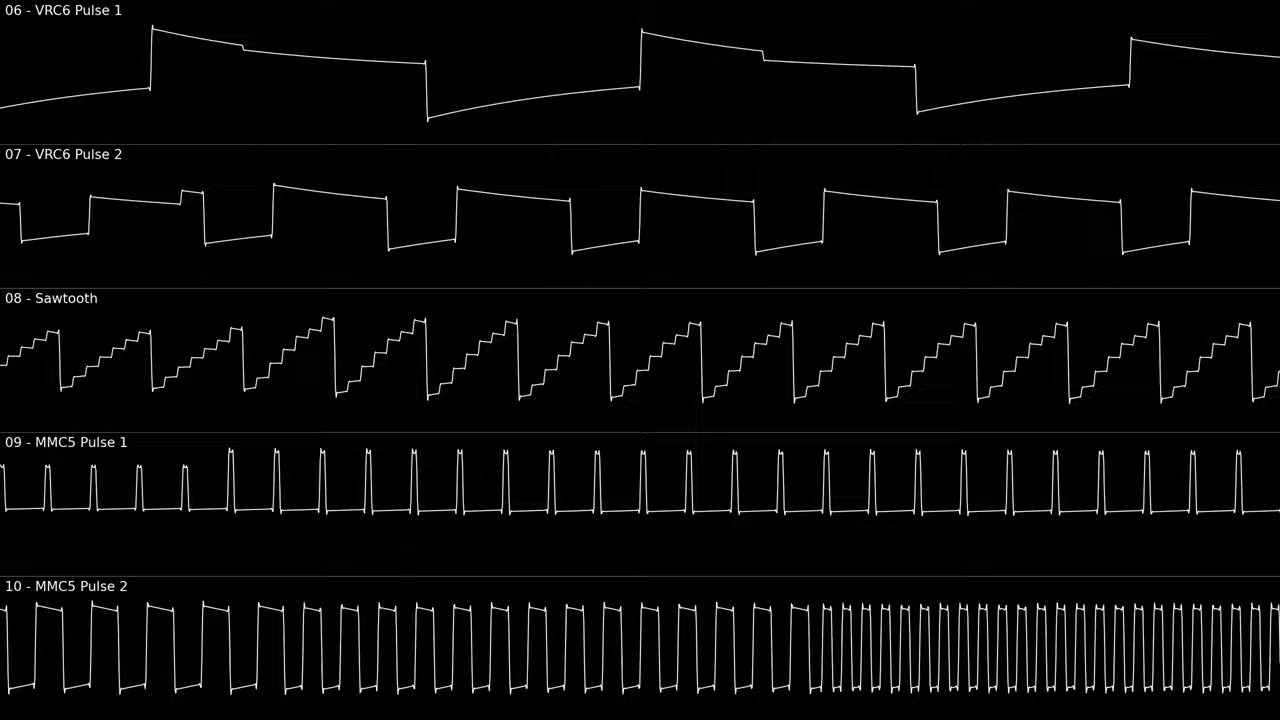 06 - VRC6 Pulse 1
07 - VRC6 Pulse 2
08 - Sawtooth
09 - MMC5 Pulse 1
10 - MMC5 Pulse 2